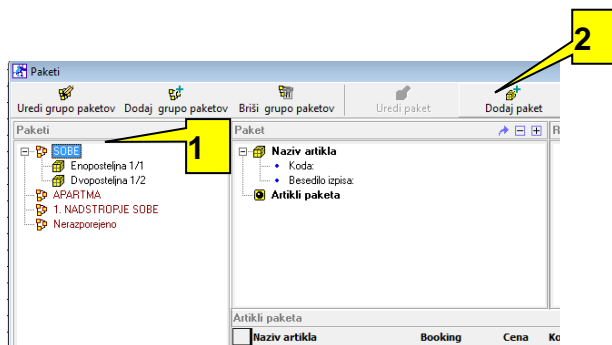 2
Paketi
Uredi grupo paketov Dodaj grupo paketov Briši grupo paketov Uredi paket Dodaj paket
Paketi
1
Paket
SOBE
Enoposteljna 1/1
Dvoposteljna 1/2
APARTMA
1. NADSTROPJE SOBE
Nerazporejeno
Naziv artikla
Koda:
Besedilo izpisa:
Artikli paketa
Artikli paketa
Naziv artikla Booking Cena